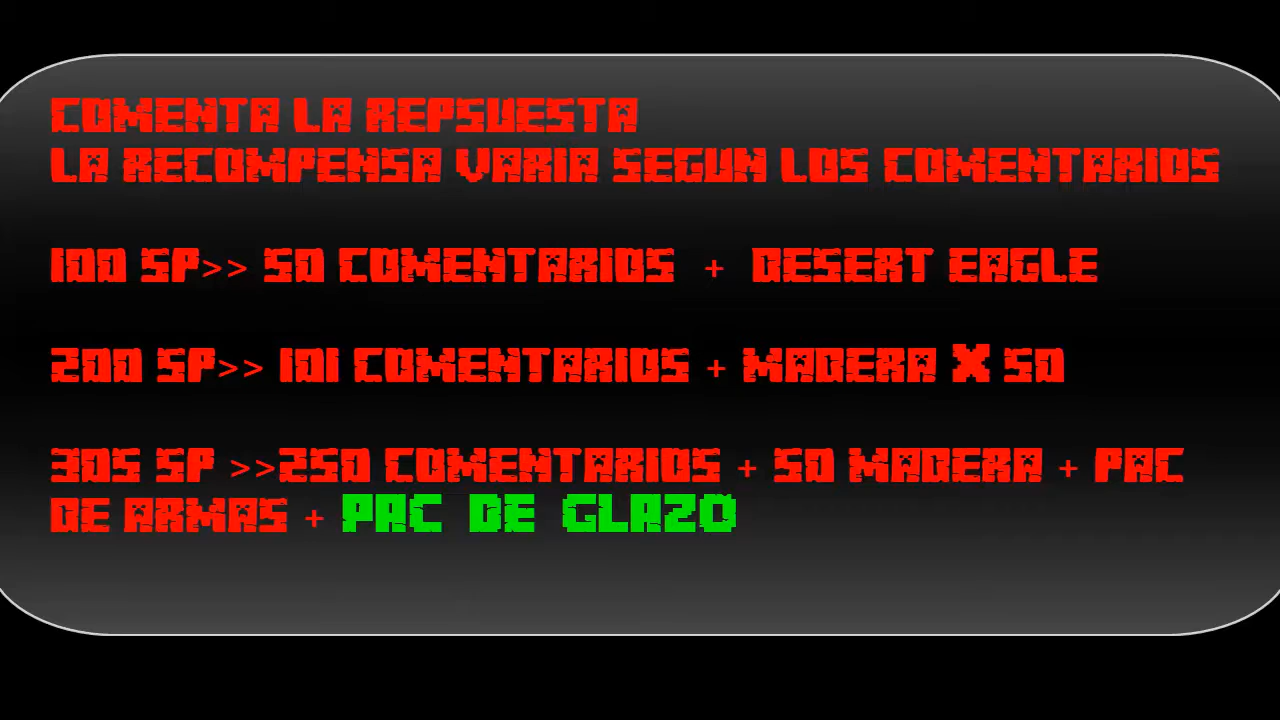 COMENTA LA REPSUESTA
LA RECOMPENSA VARIA SEGUN LOS COMENTARIOS
100 SP>> 50 COMENTARIOS + DESERT EAGLE
200 SP>> 101 COMENTARIOS + MADERA X 50
305 SP >>250 COMENTARIOS + 50 MADERA + PAC
DE ARMAS + PAC DE GLAZO